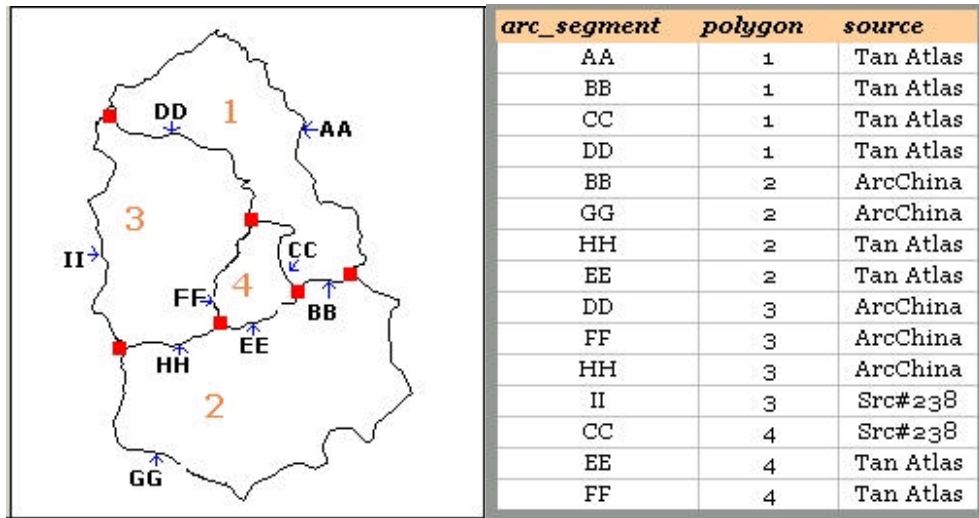 DD
1
AA
3
II
CC
4
FF
BB
EE
HH
2
GG
arc_segment polygon source
AA 1 Tan Atlas
BB 1 Tan Atlas
CC 1 Tan Atlas
DD 1 Tan Atlas
BB 2 ArcChina
GG 2 ArcChina
HH 2 Tan Atlas
EE 2 Tan Atlas
DD 3 ArcChina
FF 3 ArcChina
HH 3 ArcChina
II 3 Src#238
CC 4 Src#238
EE 4 Tan Atlas
FF 4 Tan Atlas